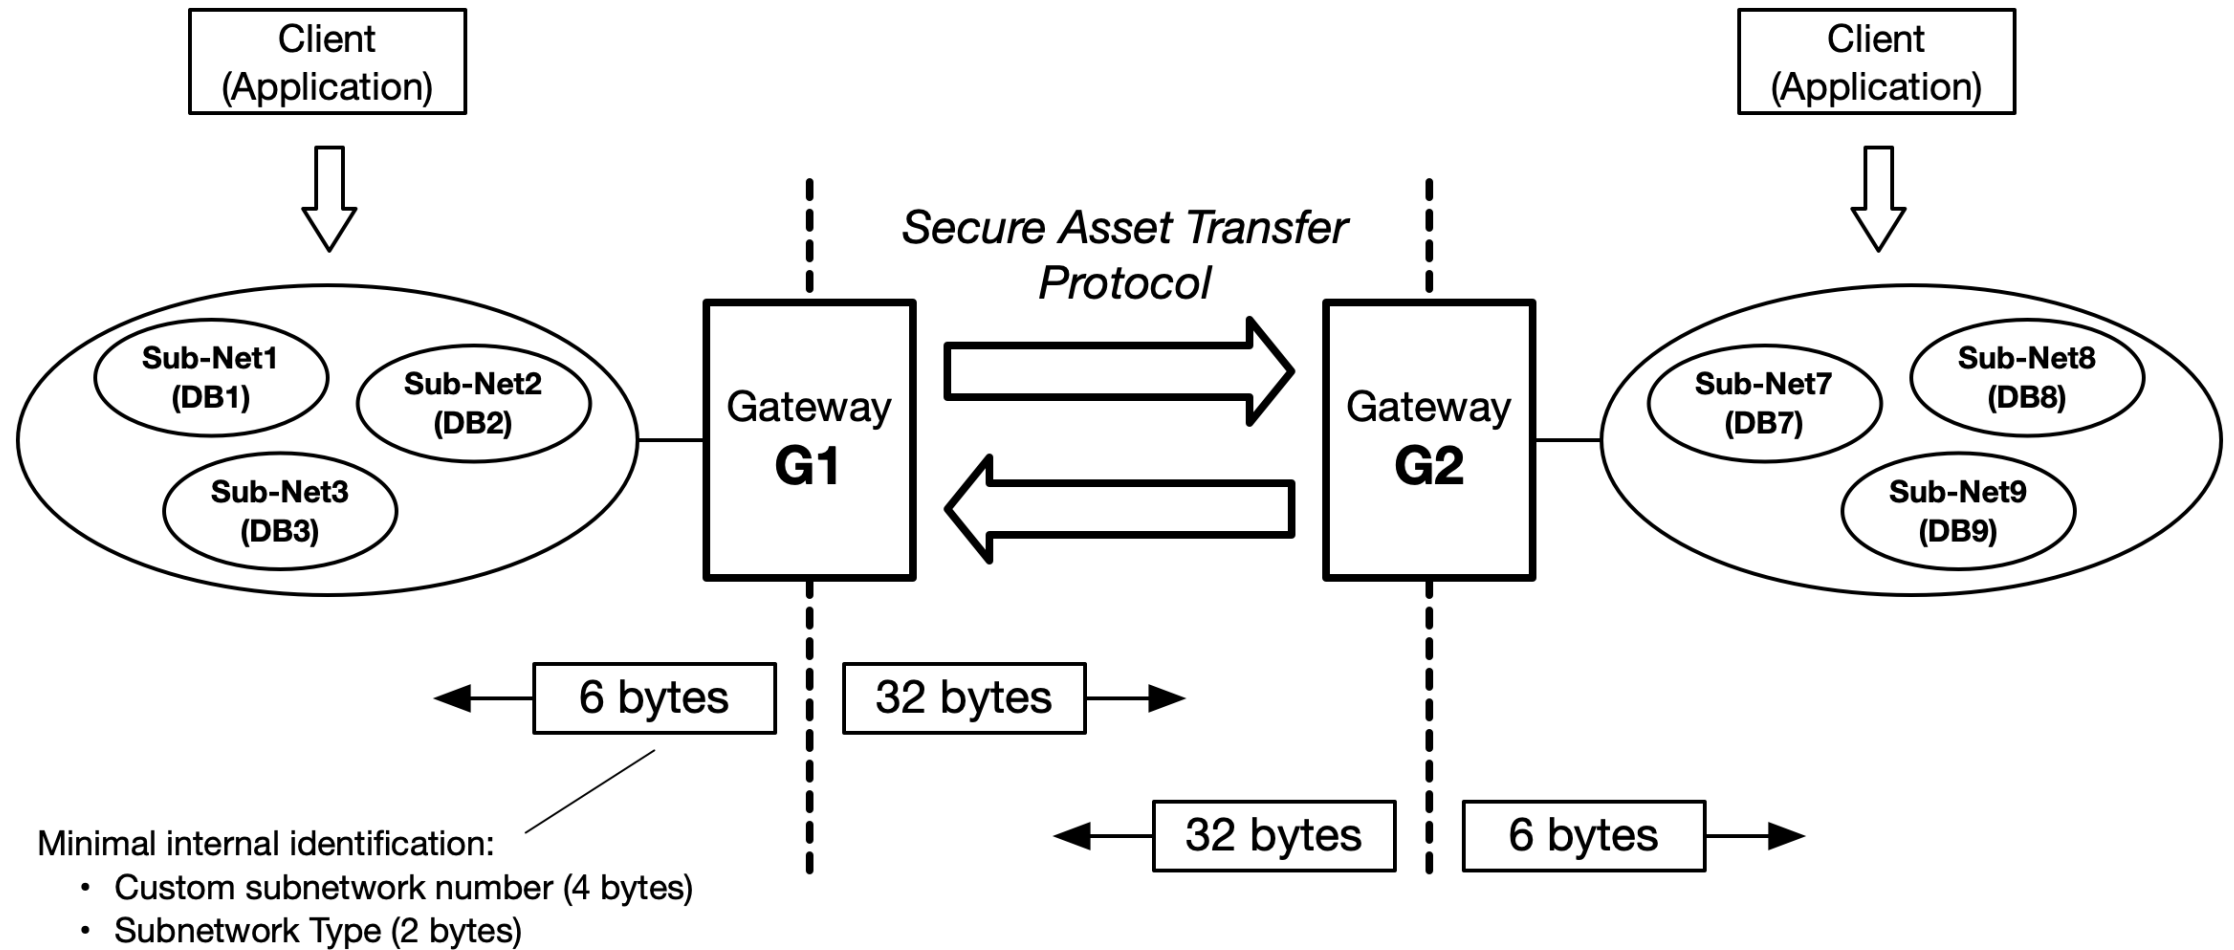 Client
(Application)
Client
(Application)
Secure Asset Transfer
Protocol
Sub-Net1
(DB1)
Sub-Net2
(DB2)
Sub-Net3
(DB3)
Gateway
G1
Gateway
G2
Sub-Net7
(DB7)
Sub-Net8
(DB8)
Sub-Net9
(DB9)
6 bytes
32 bytes
32 bytes
6 bytes
Minimal internal identification:
• Custom subnetwork number (4 bytes)
• Subnetwork Type (2 bytes)